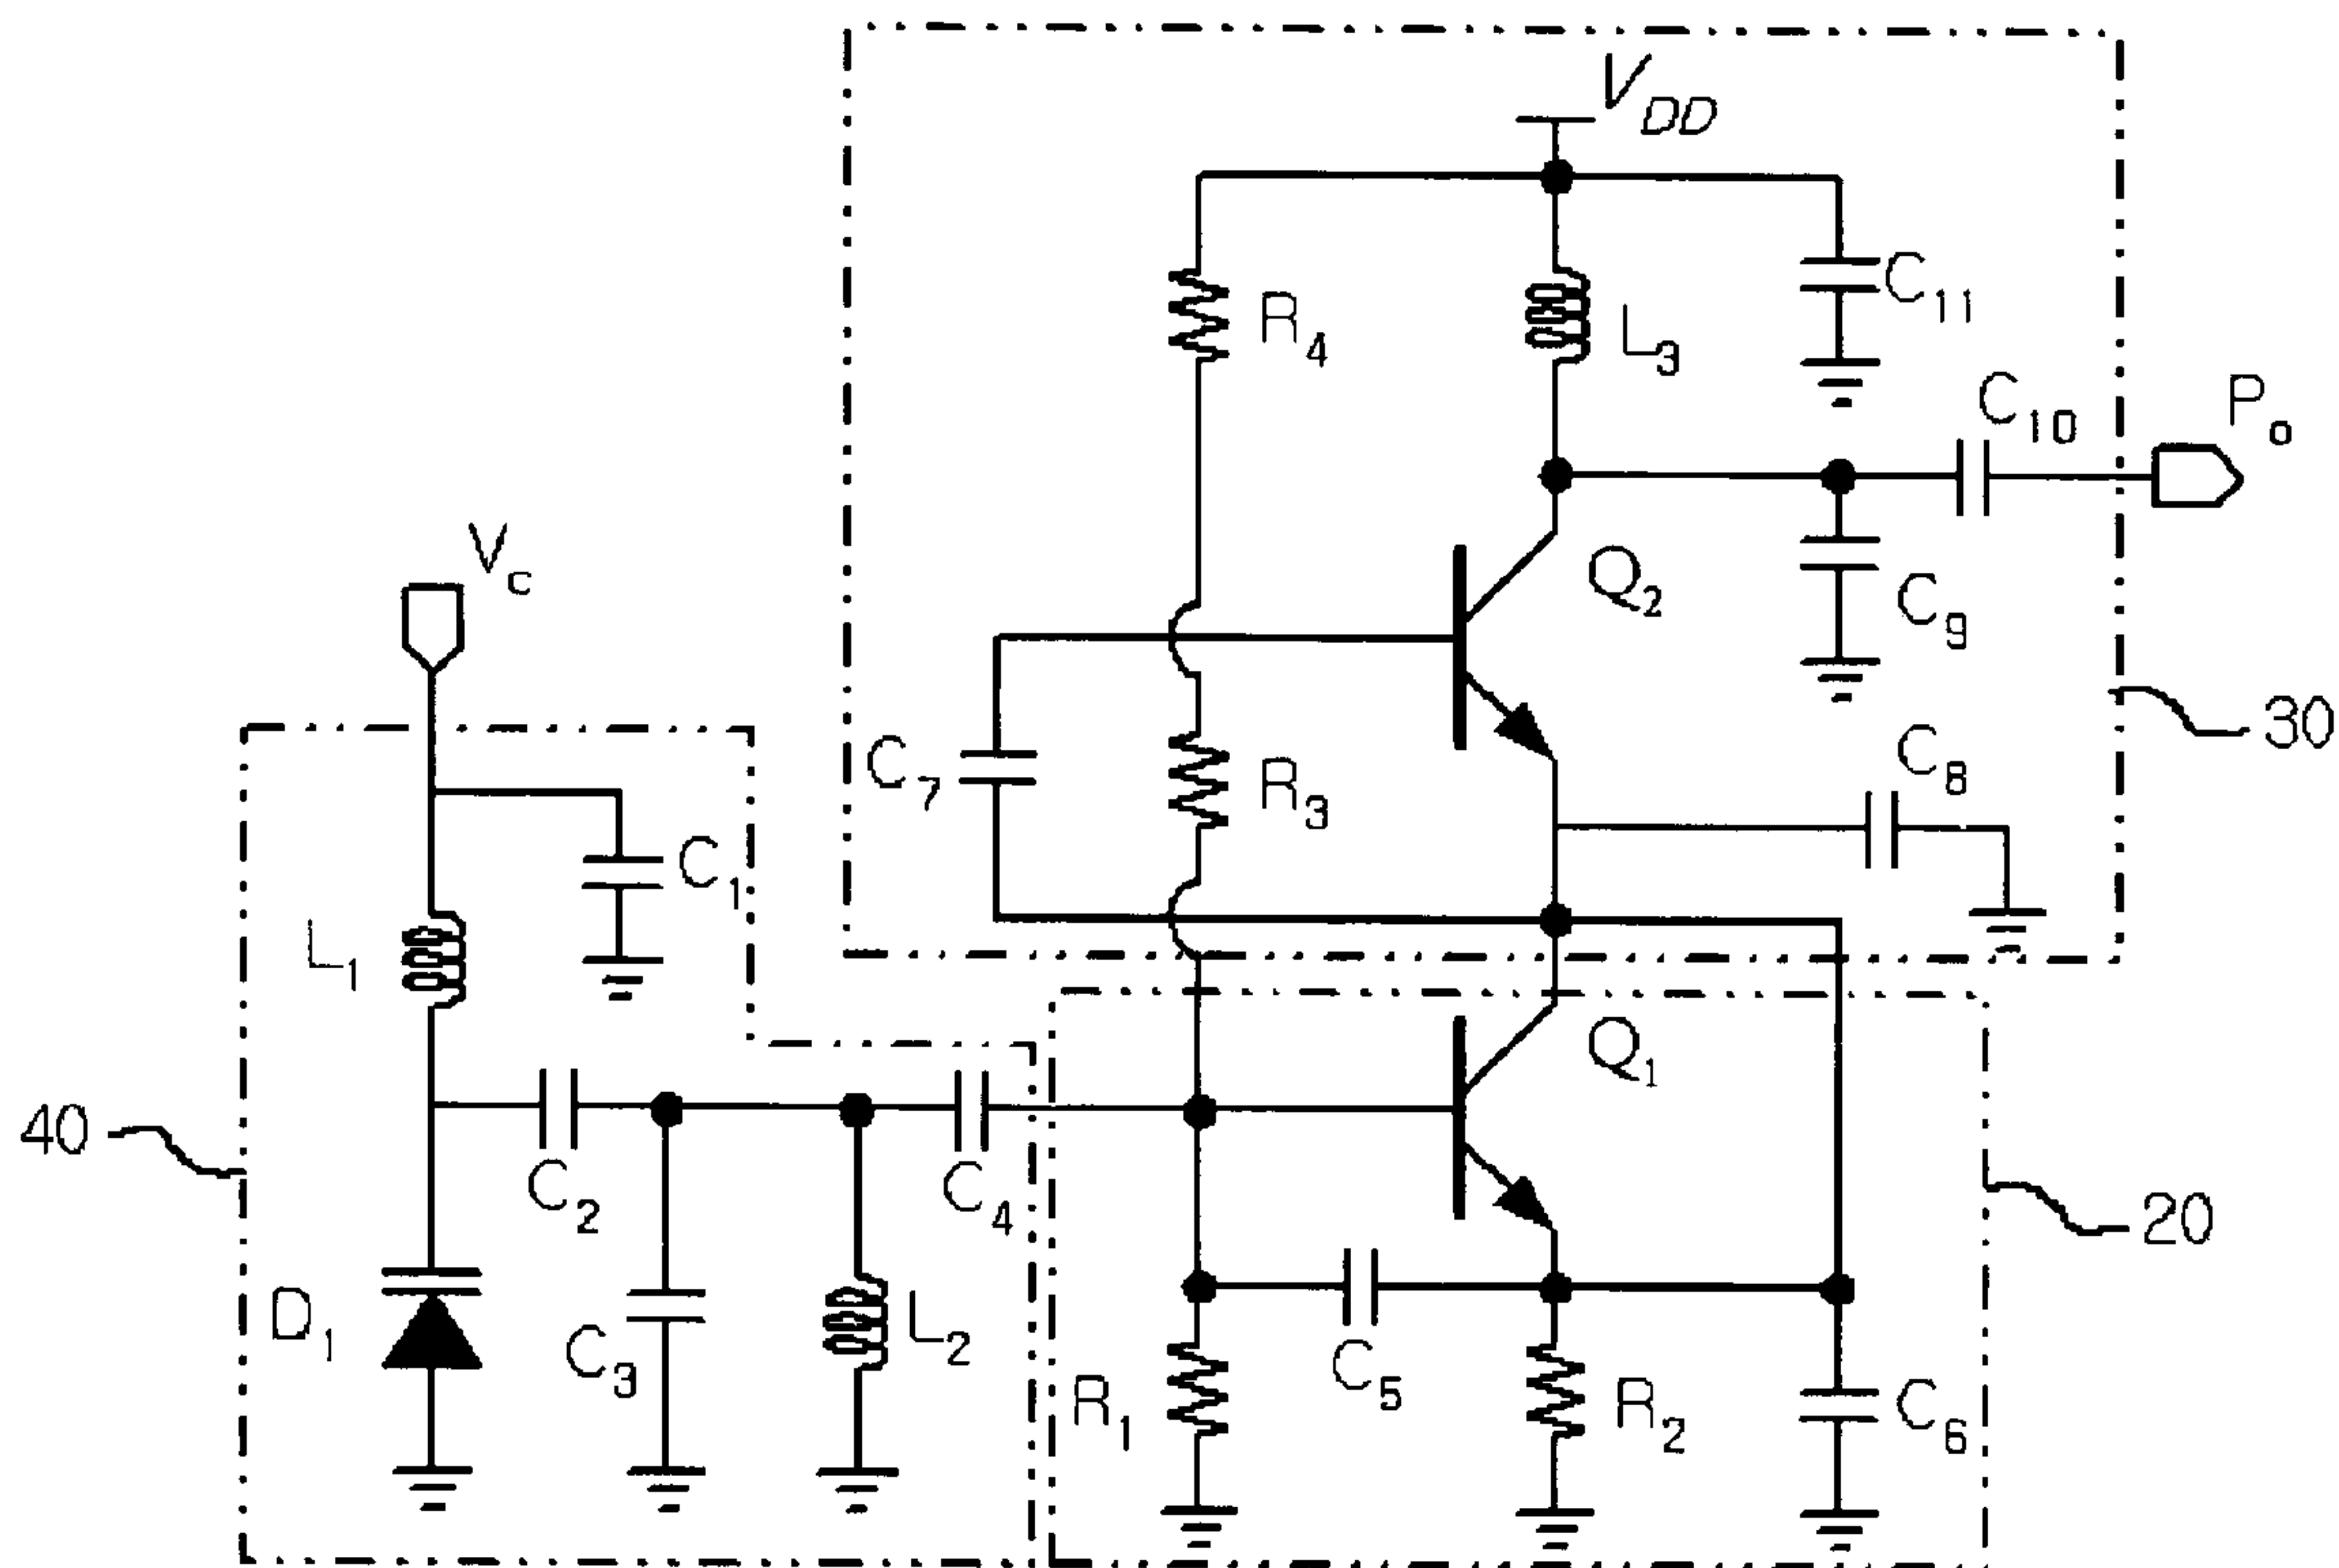 V_DD
R_4
L_3
C_11
C_10
P_o
V_c
Q_2
C_9
30
C_7
R_3
C_8
C_1
L_1
Q_1
40
C_2
C_4
20
D_1
C_3
L_2
R_1
C_5
R_2
C_6